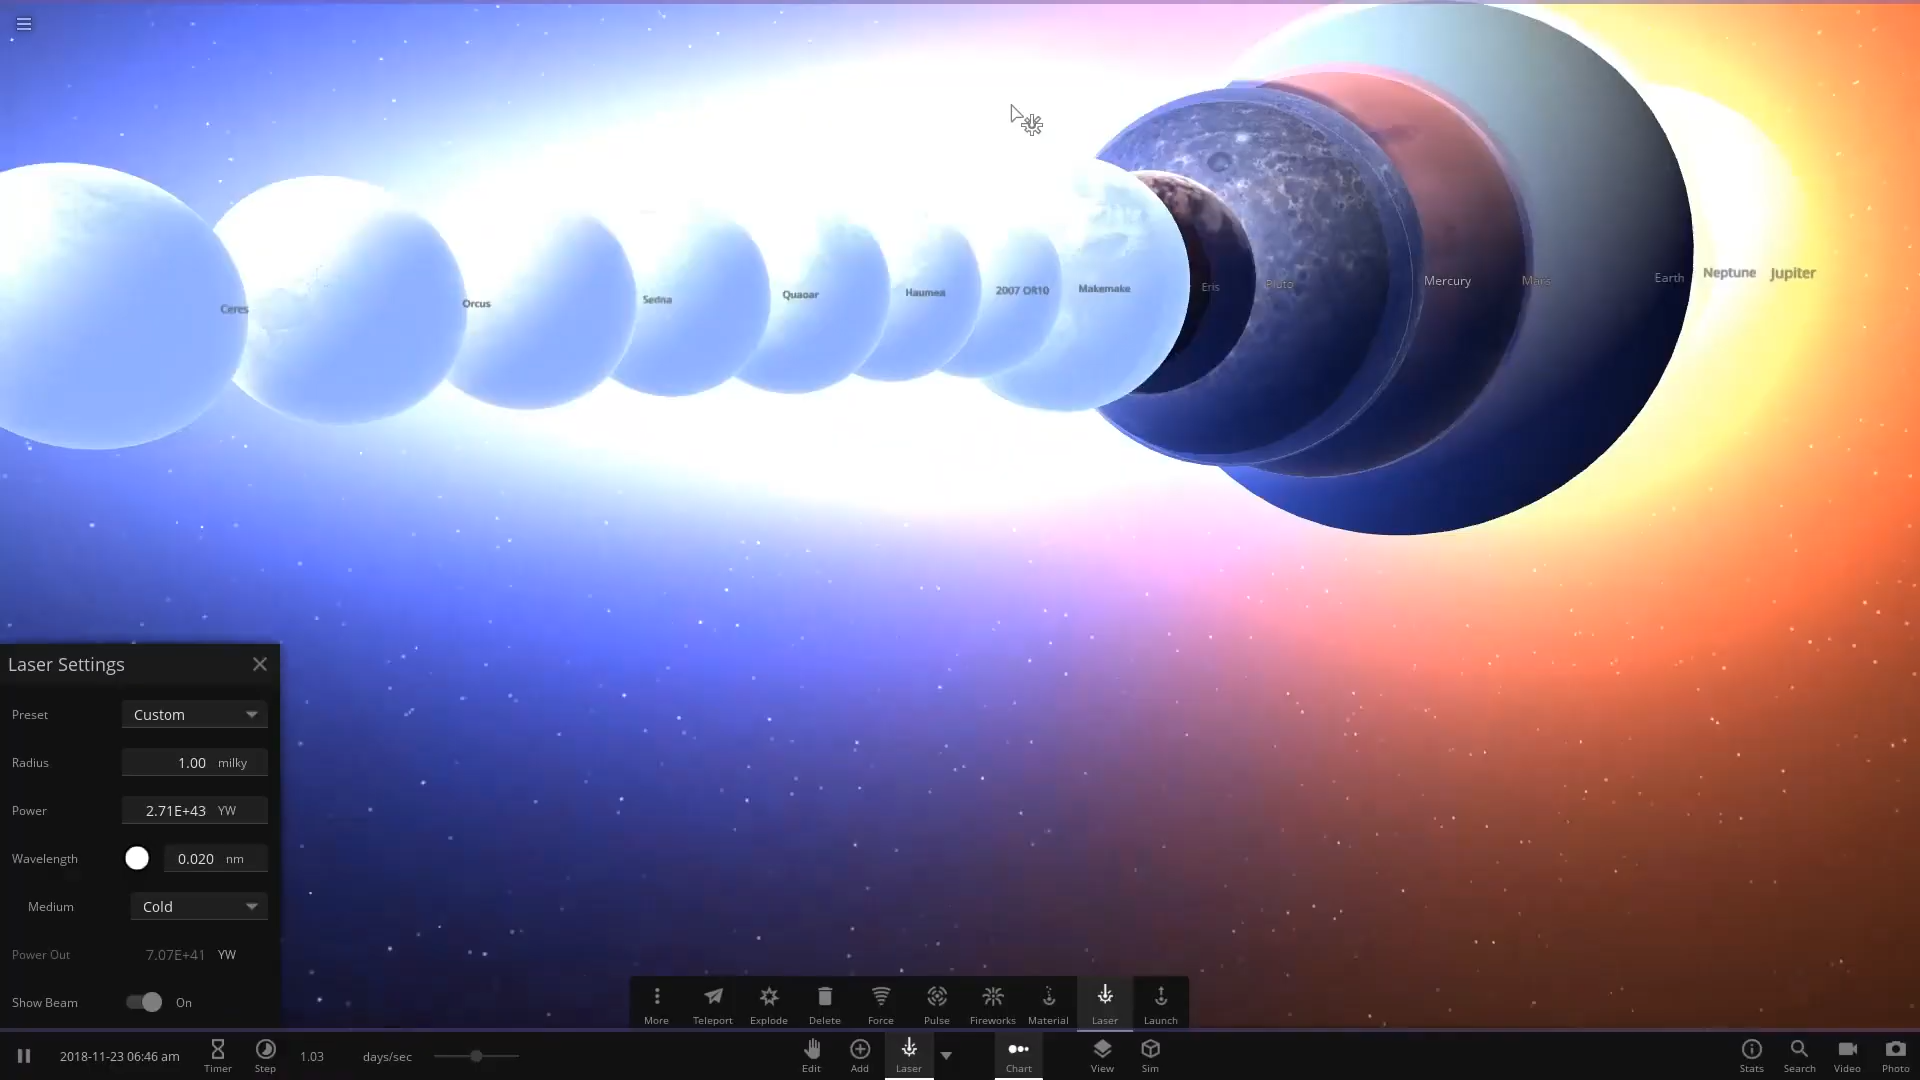 Ceres
Orcus
Sedna
Quaoar
Haumea
2007 OR10
Makemake
Eris
Pluto
Mercury
Mars
Earth
Neptune
Jupiter
Laser Settings
Preset Custom
Radius 1.00 milky
Power 2.71E+43 YW
Wavelength 0.020 nm
Medium Cold
Power Out 7.07E+41 YW
Show Beam On
More Teleport Explode Delete Force Pulse Fireworks Material Laser Launch
2018-11-23 06:46 am Timer Step 1.03 days/sec Edit Add Laser Chart View Sim Stats Search Video Photo